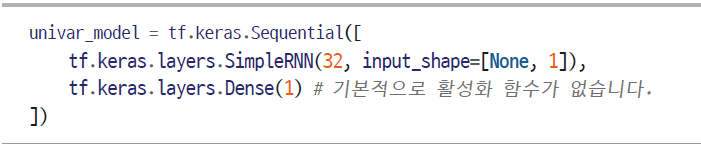 univar_model = tf.keras.Sequential([
    tf.keras.layers.SimpleRNN(32, input_shape=[None, 1]),
    tf.keras.layers.Dense(1) # 기본적으로 활성화 함수가 없습니다.
])